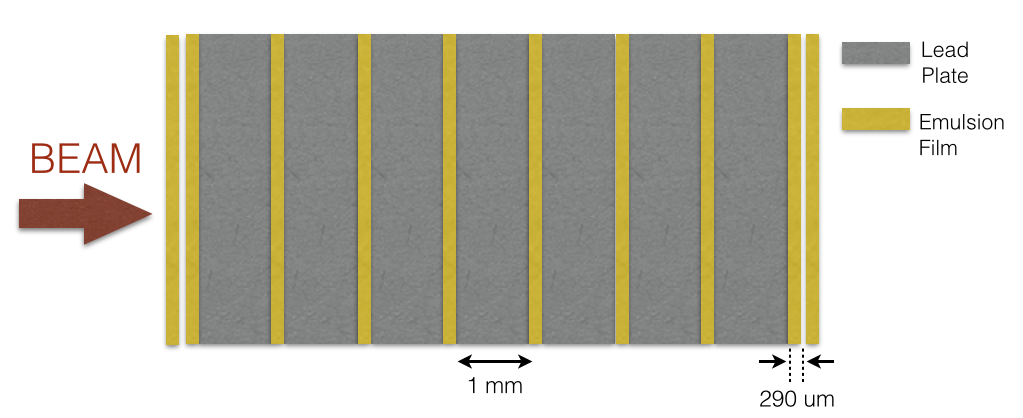 BEAM
Lead
Plate
Emulsion
Film
1 mm
290 um